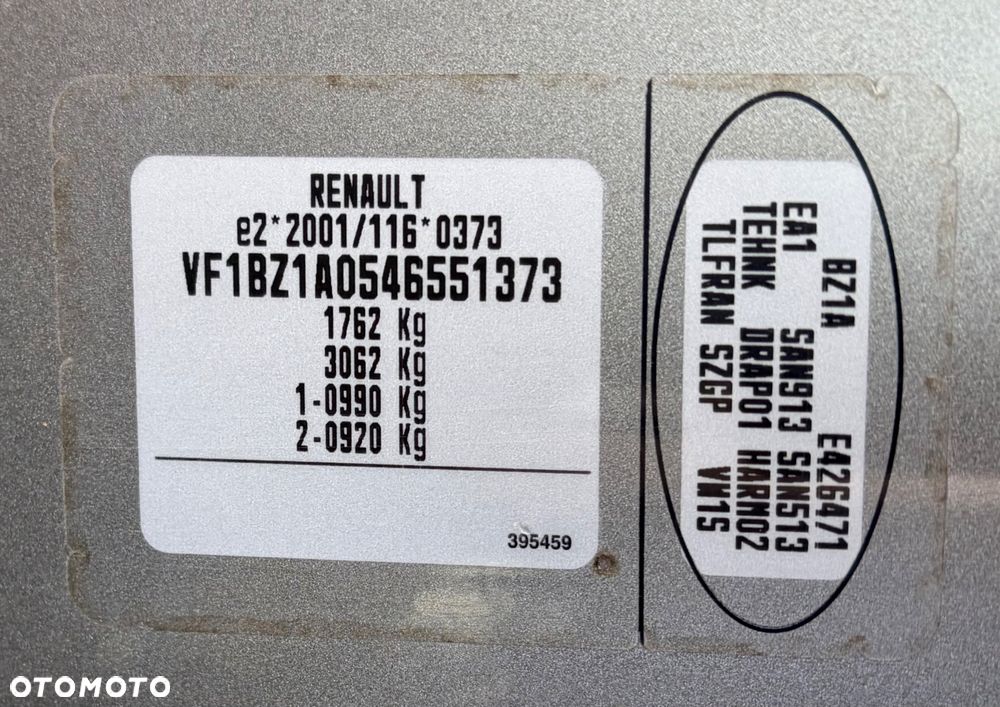 RENAULT
e2*2001/116*0373
VF1BZ1A0546551373
1762 Kg
3062 Kg
1-0990 Kg
2-0920 Kg
395459
BZ1A E426471
EA1 SAN913 SAN513
TEHNK DRAP01 HARM02
TLFRAN SZGP VN1S
OTOMOTO